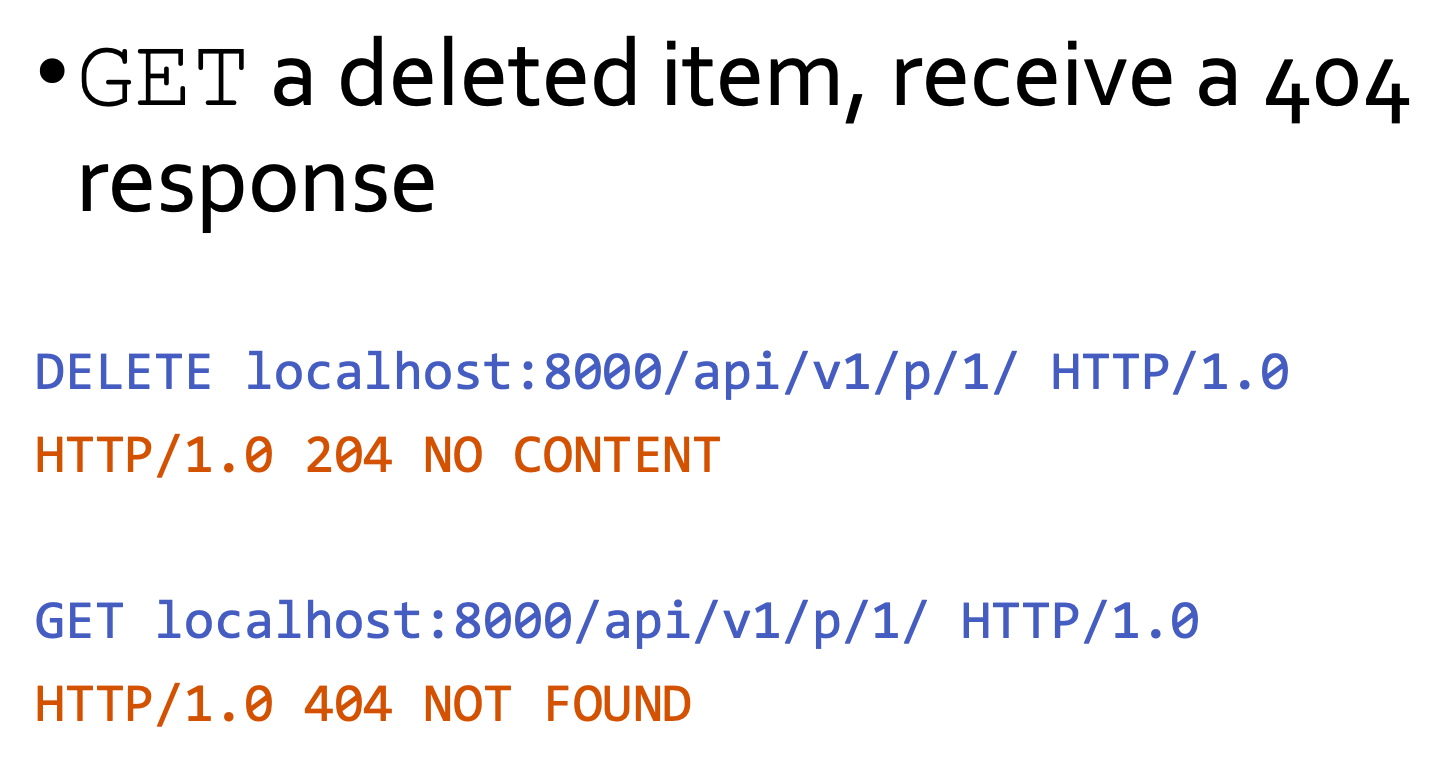 •GET a deleted item, receive a 404
response
DELETE localhost:8000/api/v1/p/1/ HTTP/1.0
HTTP/1.0 204 NO CONTENT
GET localhost:8000/api/v1/p/1/ HTTP/1.0
HTTP/1.0 404 NOT FOUND